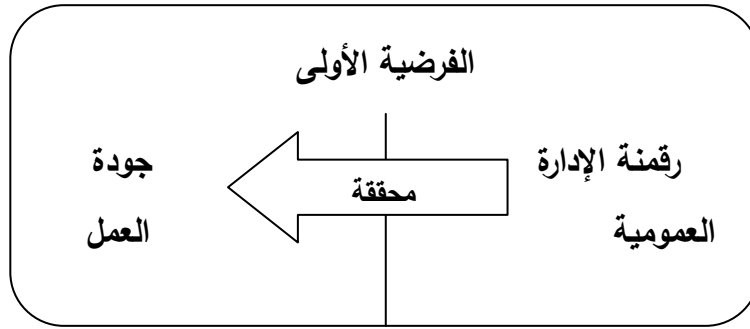 الفرضية الأولى
رقمنة الإدارة
العمومية
محققة
جودة
العمل